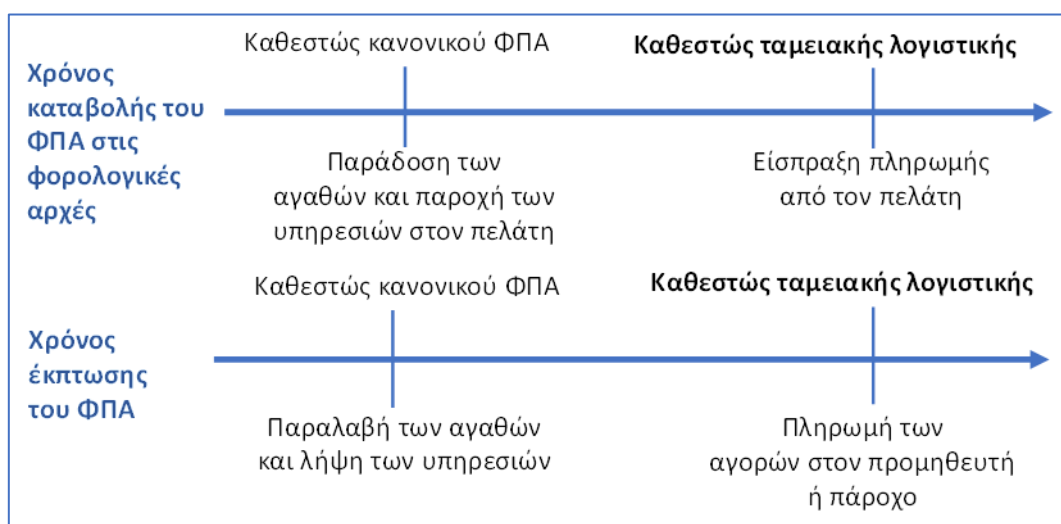 Καθεστώς κανονικού ΦΠΑ
Καθεστώς ταμειακής λογιστικής
Χρόνος
καταβολής του
ΦΠΑ στις
φορολογικές
αρχές
Παράδοση των
αγαθών και παροχή των
υπηρεσιών στον πελάτη
Είσπραξη πληρωμής
από τον πελάτη
Καθεστώς κανονικού ΦΠΑ
Καθεστώς ταμειακής λογιστικής
Χρόνος
έκπτωσης
του ΦΠΑ
Παραλαβή των αγαθών
και λήψη των υπηρεσιών
Πληρωμή των
αγορών στον προμηθευτή
ή πάροχο